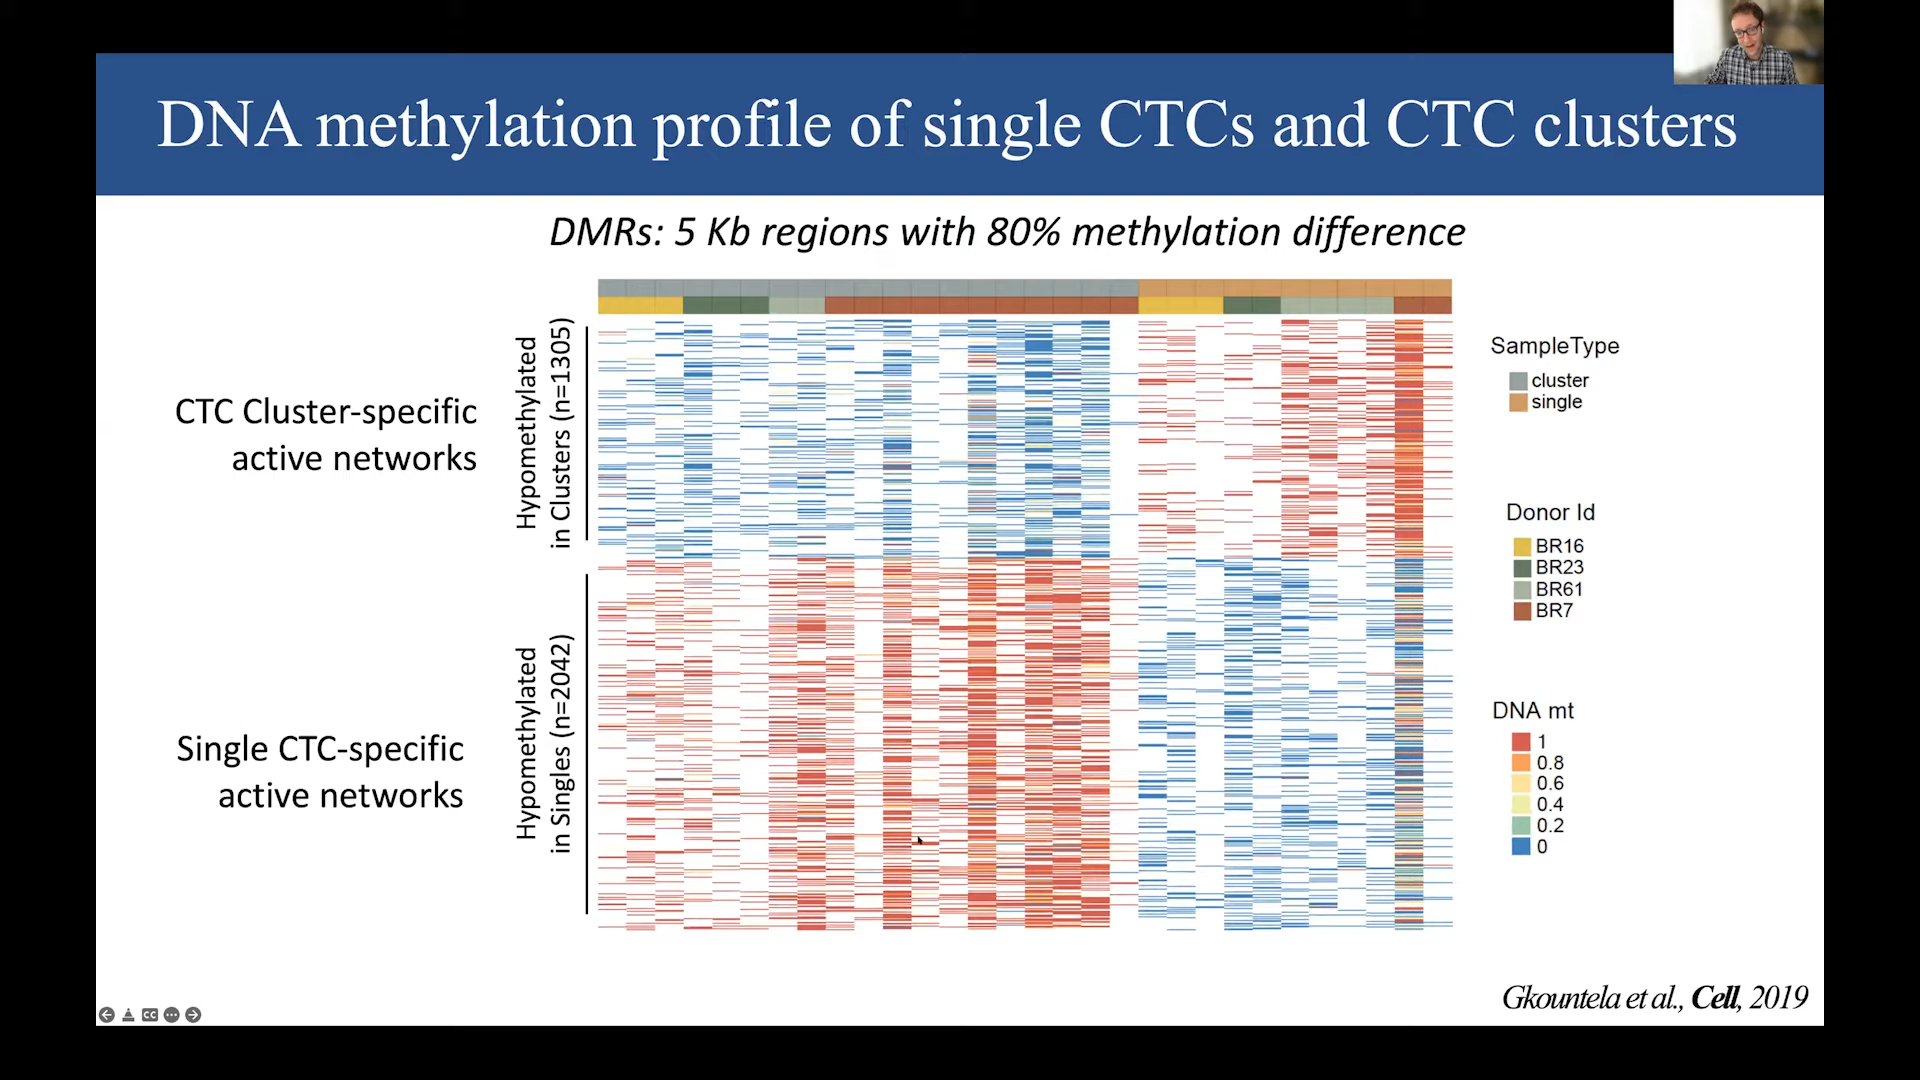 DNA methylation profile of single CTCs and CTC clusters
DMRs: 5 Kb regions with 80% methylation difference
CTC Cluster-specific
active networks
Hypomethylated
in Clusters (n=1305)
Single CTC-specific
active networks
Hypomethylated
in Singles (n=2042)
SampleType
cluster
single
Donor Id
BR16
BR23
BR61
BR7
DNA mt
1
0.8
0.6
0.4
0.2
0
Gkountela et al., Cell, 2019
CC